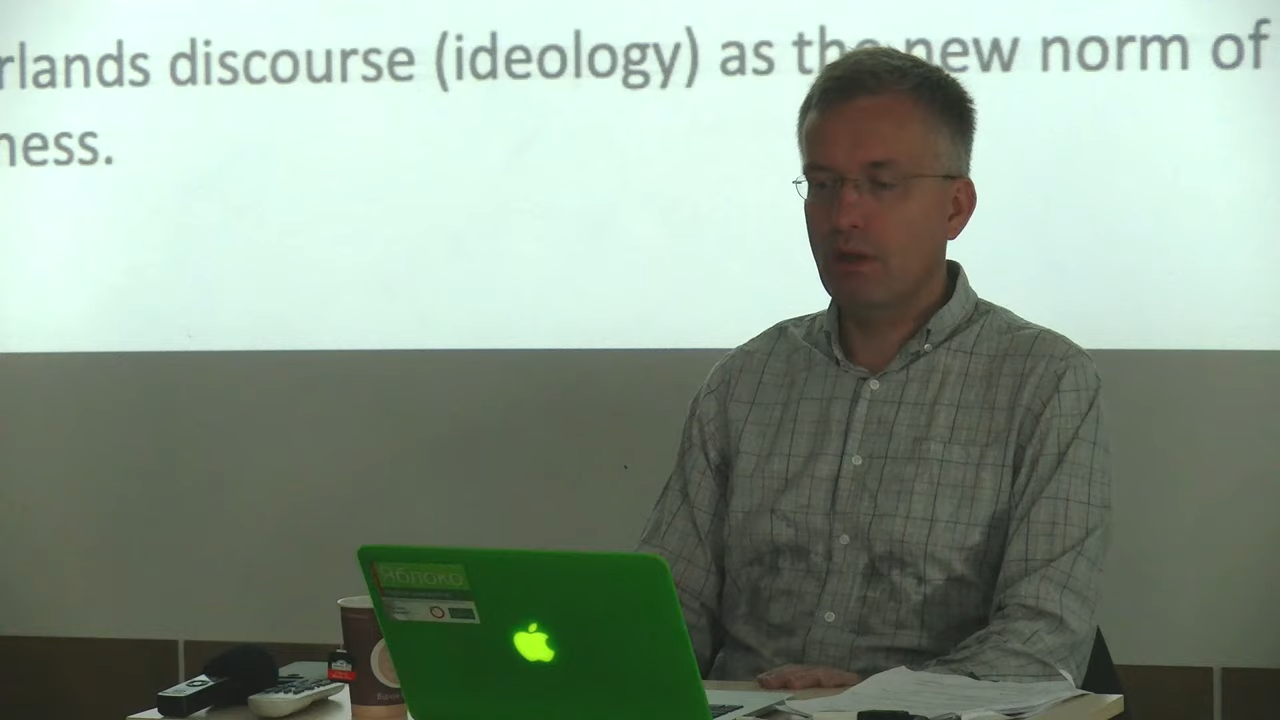 rlands discourse (ideology) as the new norm of
ness.
ЯБЛОКО